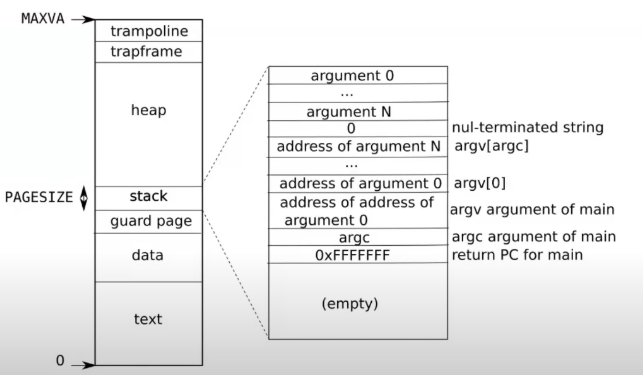 MAXVA
trampoline
trapframe
heap
PAGESIZE
stack
guard page
data
text
0
argument 0
...
argument N
0
nul-terminated string
address of argument N
argv[argc]
...
address of argument 0
argv[0]
address of address of
argument 0
argv argument of main
argc
argc argument of main
0xFFFFFFF
return PC for main
(empty)